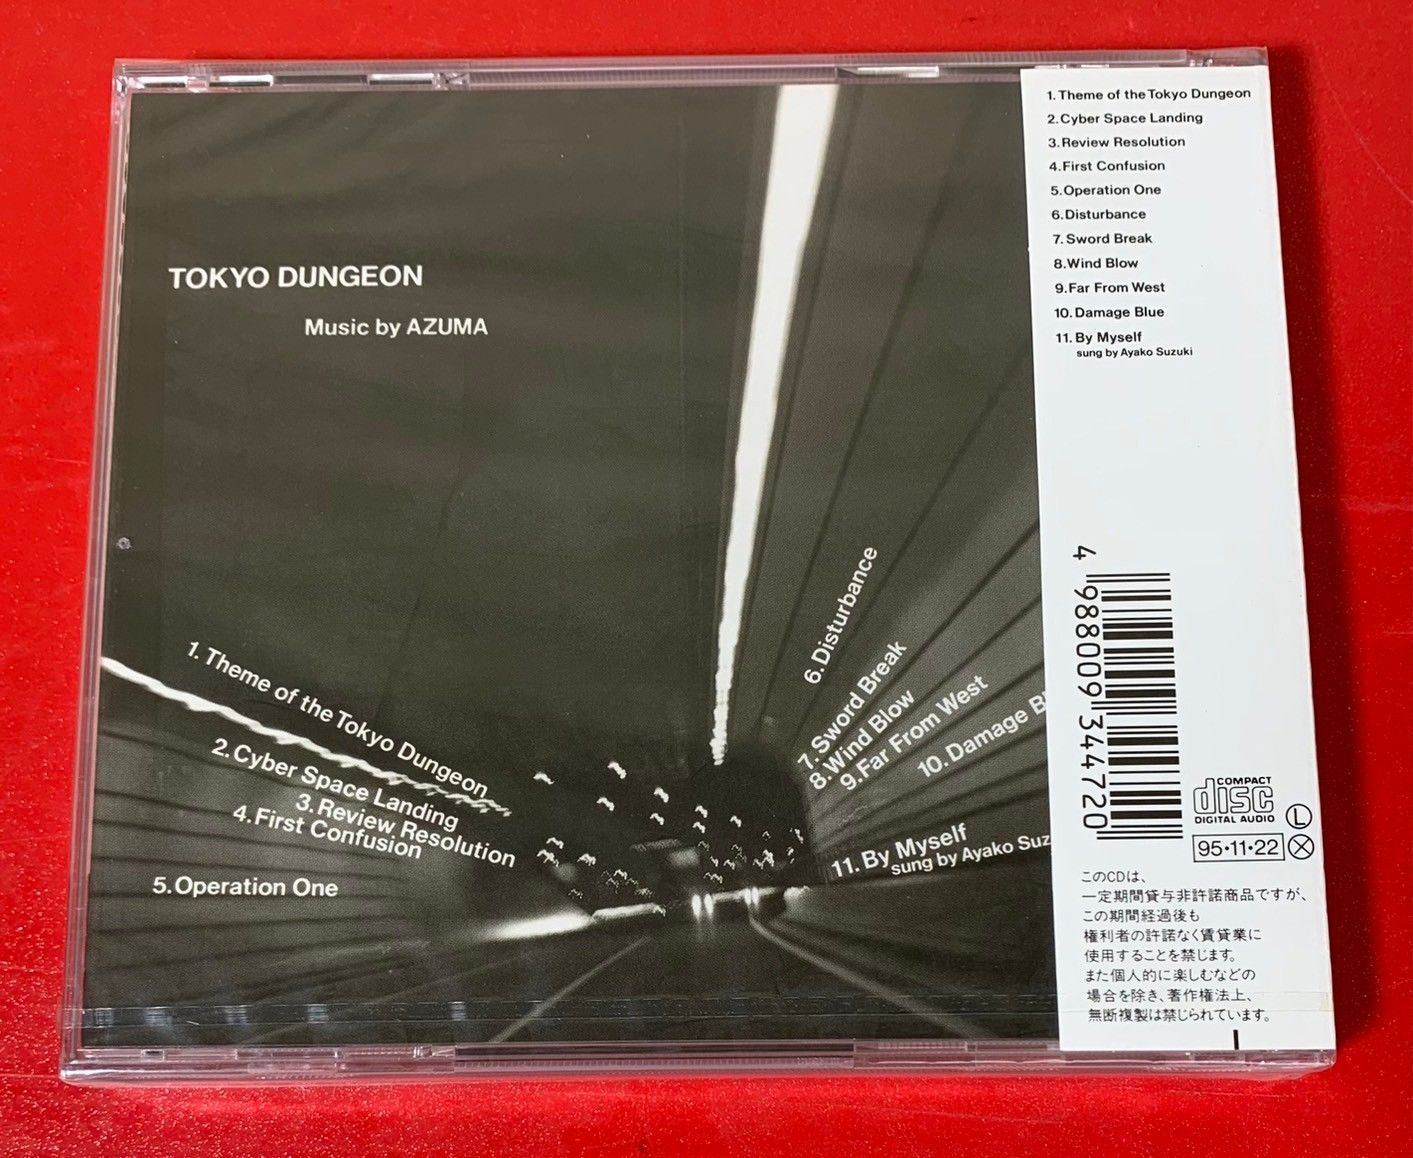 TOKYO DUNGEON
Music by AZUMA
1. Theme of the Tokyo Dungeon
2. Cyber Space Landing
3. Review Resolution
4. First Confusion
5. Operation One
6. Disturbance
7. Sword Break
8. Wind Blow
9. Far From West
10. Damage Bl
11. By Myself
sung by Ayako Suz
1. Theme of the Tokyo Dungeon
2. Cyber Space Landing
3. Review Resolution
4. First Confusion
5. Operation One
6. Disturbance
7. Sword Break
8. Wind Blow
9. Far From West
10. Damage Blue
11. By Myself
sung by Ayako Suzuki
4 988009 344720
COMPACT
disc
DIGITAL AUDIO
L
95・11・22 X
このCDは、
一定期間貸与非許諾商品ですが、
この期間経過後も
権利者の許諾なく賃貸業に
使用することを禁じます。
また個人的に楽しむなどの
場合を除き、著作権法上、
無断複製は禁じられています。